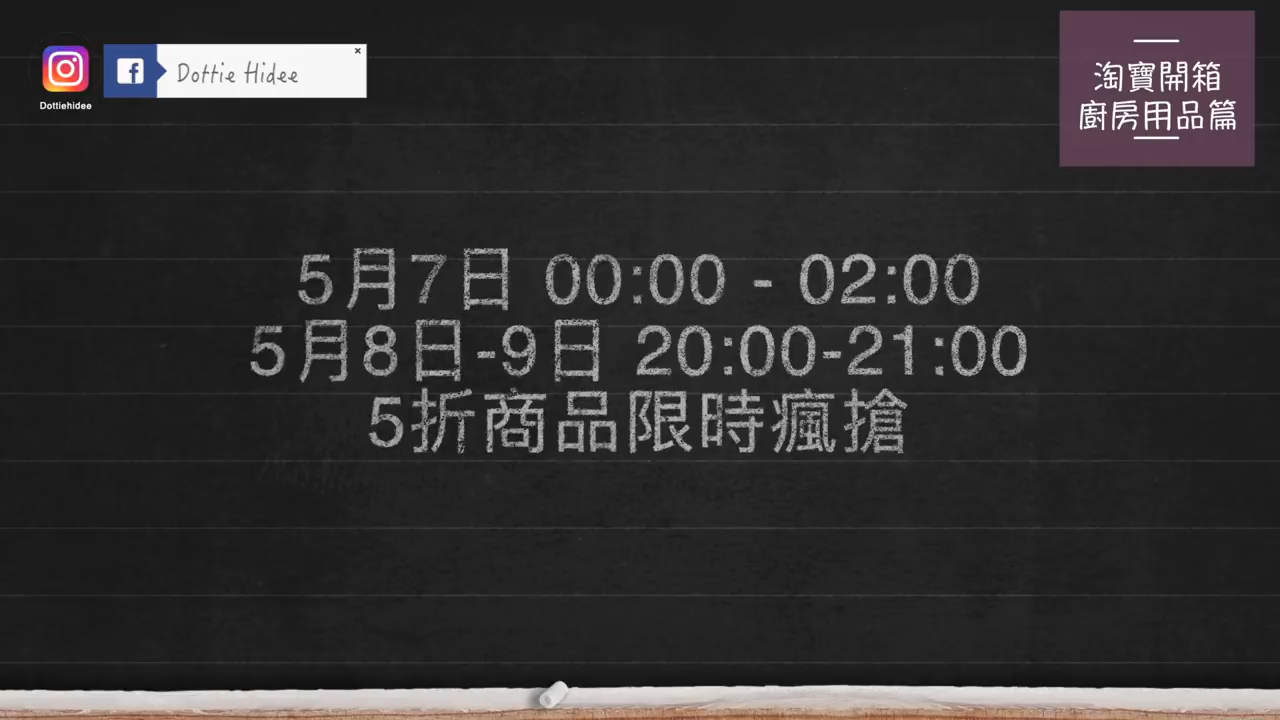 Dottiehidee
Dottie Hidee
淘寶開箱
廚房用品篇
5月7日 00:00 - 02:00
5月8日-9日 20:00-21:00
5折商品限時瘋搶